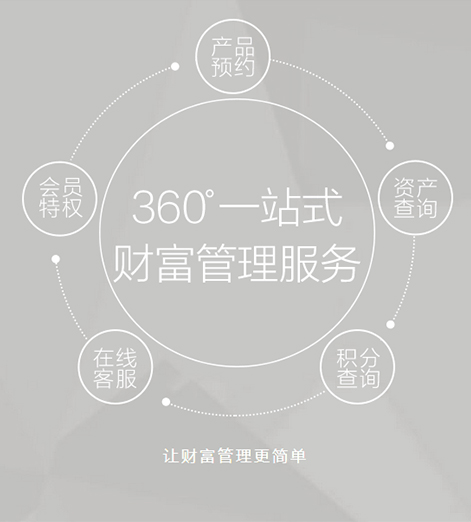 产品
预约
会员
特权
资产
查询
360°一站式
财富管理服务
在线
客服
积分
查询
让财富管理更简单